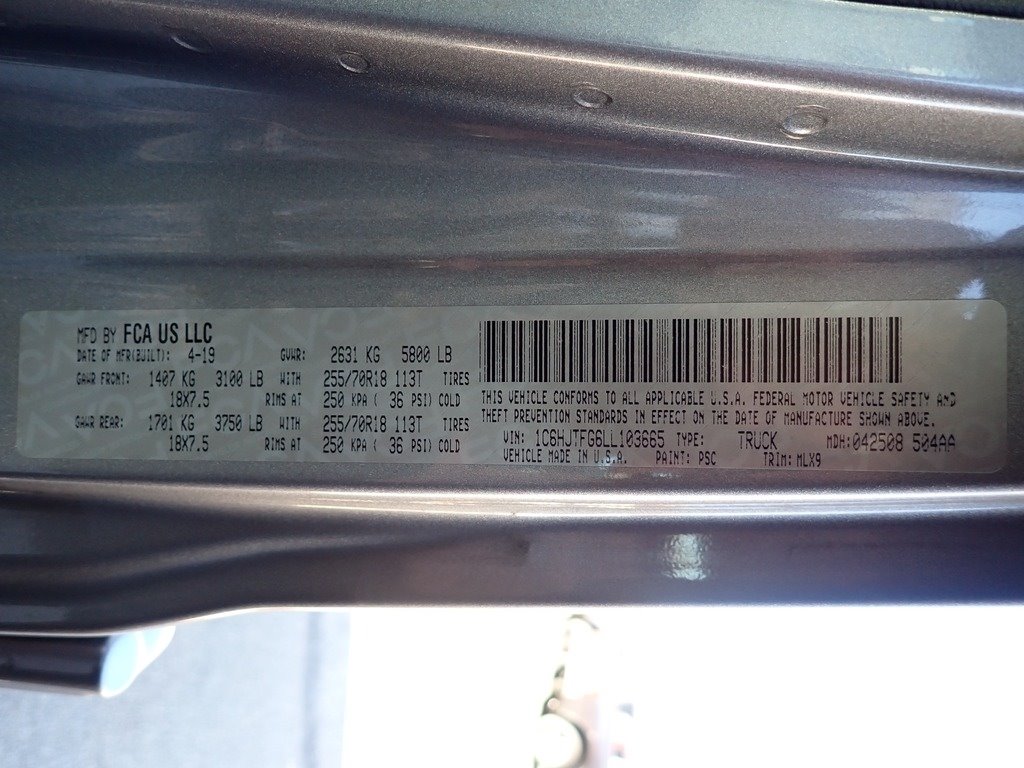 MFD BY FCA US LLC
DATE OF MFR(BUILT): 4-19 GVWR: 2631 KG 5800 LB
GAWR FRONT: 1407 KG 3100 LB WITH 255/70R18 113T TIRES
18X7.5 RIMS AT 250 KPA ( 36 PSI) COLD
GAWR REAR: 1701 KG 3750 LB WITH 255/70R18 113T TIRES
18X7.5 RIMS AT 250 KPA ( 36 PSI) COLD
THIS VEHICLE CONFORMS TO ALL APPLICABLE U.S.A. FEDERAL MOTOR VEHICLE SAFETY AND
THEFT PREVENTION STANDARDS IN EFFECT ON THE DATE OF MANUFACTURE SHOWN ABOVE.
VIN: 1C6HJTFG6LL103665 TYPE: TRUCK MDH:042508 504AA
VEHICLE MADE IN U.S.A. PAINT: PSC TRIM: MLX9